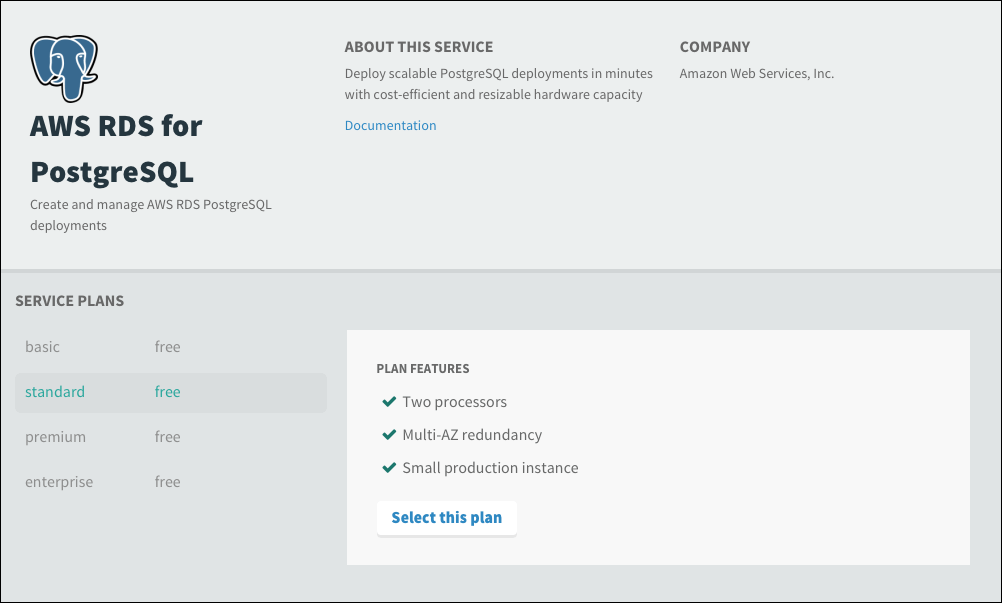 AWS RDS for
PostgreSQL
Create and manage AWS RDS PostgreSQL
deployments
ABOUT THIS SERVICE
Deploy scalable PostgreSQL deployments in minutes
with cost-efficient and resizable hardware capacity
Documentation
COMPANY
Amazon Web Services, Inc.
SERVICE PLANS
basic free
standard free
premium free
enterprise free
PLAN FEATURES
Two processors
Multi-AZ redundancy
Small production instance
Select this plan